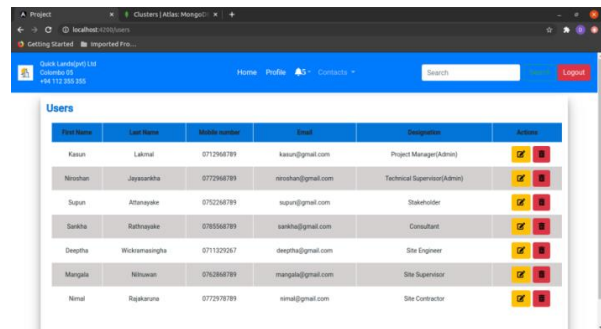 Project
Clusters | Atlas: MongoD
localhost:4200/users
Getting Started Imported Fro...
Quick Lands(pvt) Ltd
Colombo 05
+94 112 355 355
Home Profile 5 Contacts Search Search Logout
Users
First Name Last Name Mobile number Email Designation Actions
Kasun Lakmal 0712968789 kasun@gmail.com Project Manager(Admin)
Niroshan Jayasankha 0772968789 niroshan@gmail.com Technical Supervisor(Admin)
Supun Attanayake 0752268789 supun@gmail.com Stakeholder
Sankha Rathnayake 0785568789 sankha@gmail.com Consultant
Deeptha Wickramasingha 0711329267 deeptha@gmail.com Site Engineer
Mangala Nilnuwan 0762868789 mangala@gmail.com Site Supervisor
Nimal Rajakaruna 0772978789 nimal@gmail.com Site Contractor